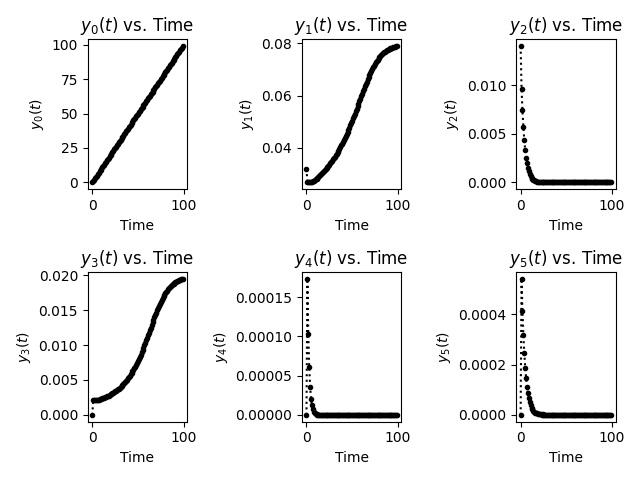 y₀(t) vs. Time
y₁(t) vs. Time
y₂(t) vs. Time
100
75
50
25
0
y₀(t)
0
100
Time
0.08
0.06
0.04
y₁(t)
0
100
Time
0.010
0.005
0.000
y₂(t)
0
100
Time
y₃(t) vs. Time
y₄(t) vs. Time
y₅(t) vs. Time
0.020
0.015
0.010
0.005
0.000
y₃(t)
0
100
Time
0.00015
0.00010
0.00005
0.00000
y₄(t)
0
100
Time
0.0004
0.0002
0.0000
y₅(t)
0
100
Time